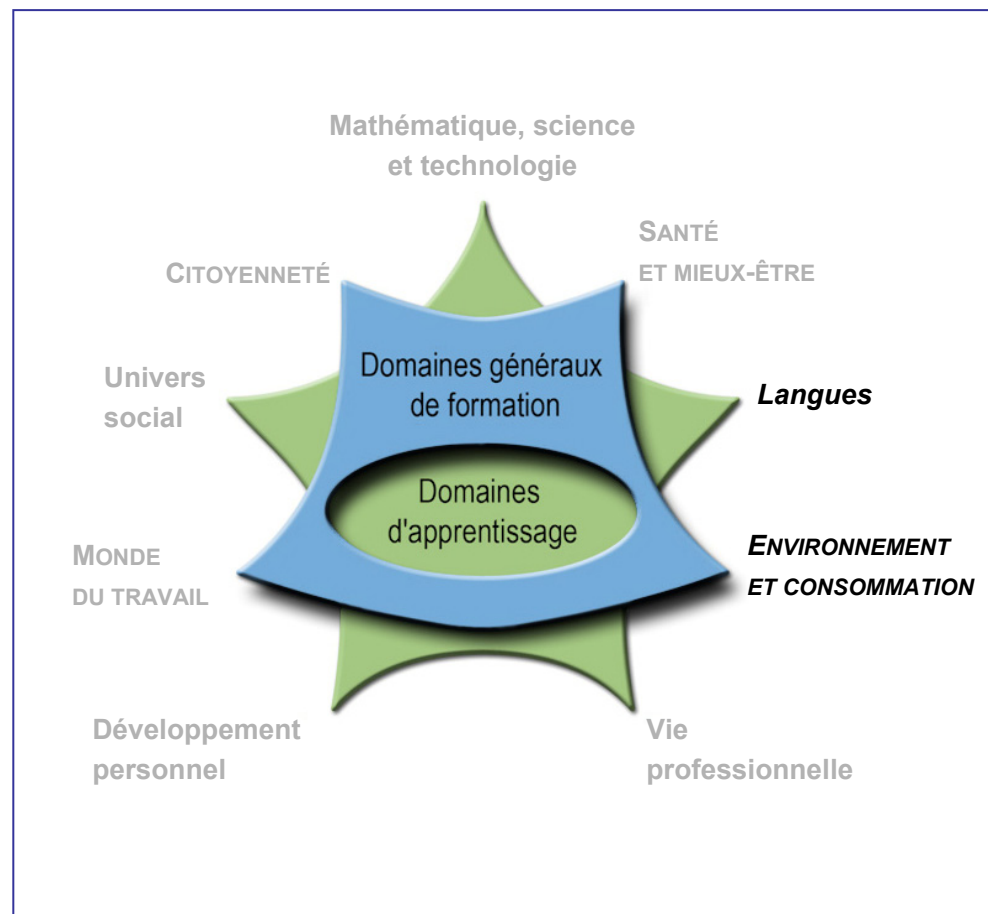 Mathématique, science
et technologie
CITOYENNETÉ
SANTÉ
ET MIEUX-ÊTRE
Domaines généraux
de formation
Univers
social
Langues
Domaines
d'apprentissage
MONDE
DU TRAVAIL
ENVIRONNEMENT
ET CONSOMMATION
Développement
personnel
Vie
professionnelle